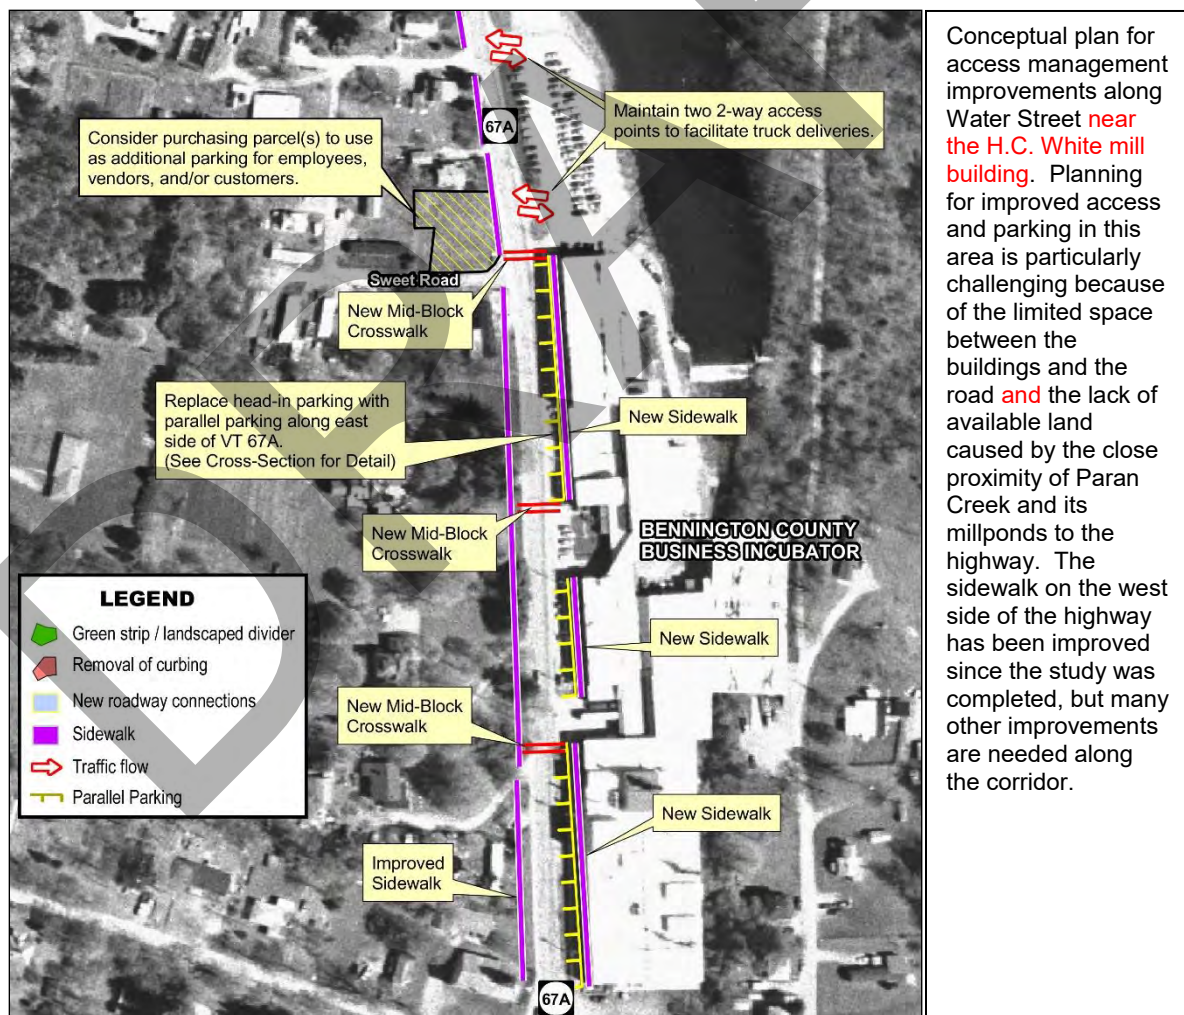 67A
Maintain two 2-way access
points to facilitate truck deliveries.
Consider purchasing parcel(s) to use
as additional parking for employees,
vendors, and/or customers.
Sweet Road
New Mid-Block
Crosswalk
Replace head-in parking with
parallel parking along east
side of VT 67A.
(See Cross-Section for Detail)
New Sidewalk
New Mid-Block
Crosswalk
BENNINGTON COUNTY
BUSINESS INCUBATOR
LEGEND
Green strip / landscaped divider
Removal of curbing
New roadway connections
Sidewalk
Traffic flow
Parallel Parking
New Sidewalk
New Mid-Block
Crosswalk
New Sidewalk
Improved
Sidewalk
67A
Conceptual plan for
access management
improvements along
Water Street near
the H.C. White mill
building. Planning
for improved access
and parking in this
area is particularly
challenging because
of the limited space
between the
buildings and the
road and the lack of
available land
caused by the close
proximity of Paran
Creek and its
millponds to the
highway. The
sidewalk on the west
side of the highway
has been improved
since the study was
completed, but many
other improvements
are needed along
the corridor.
DRAFT